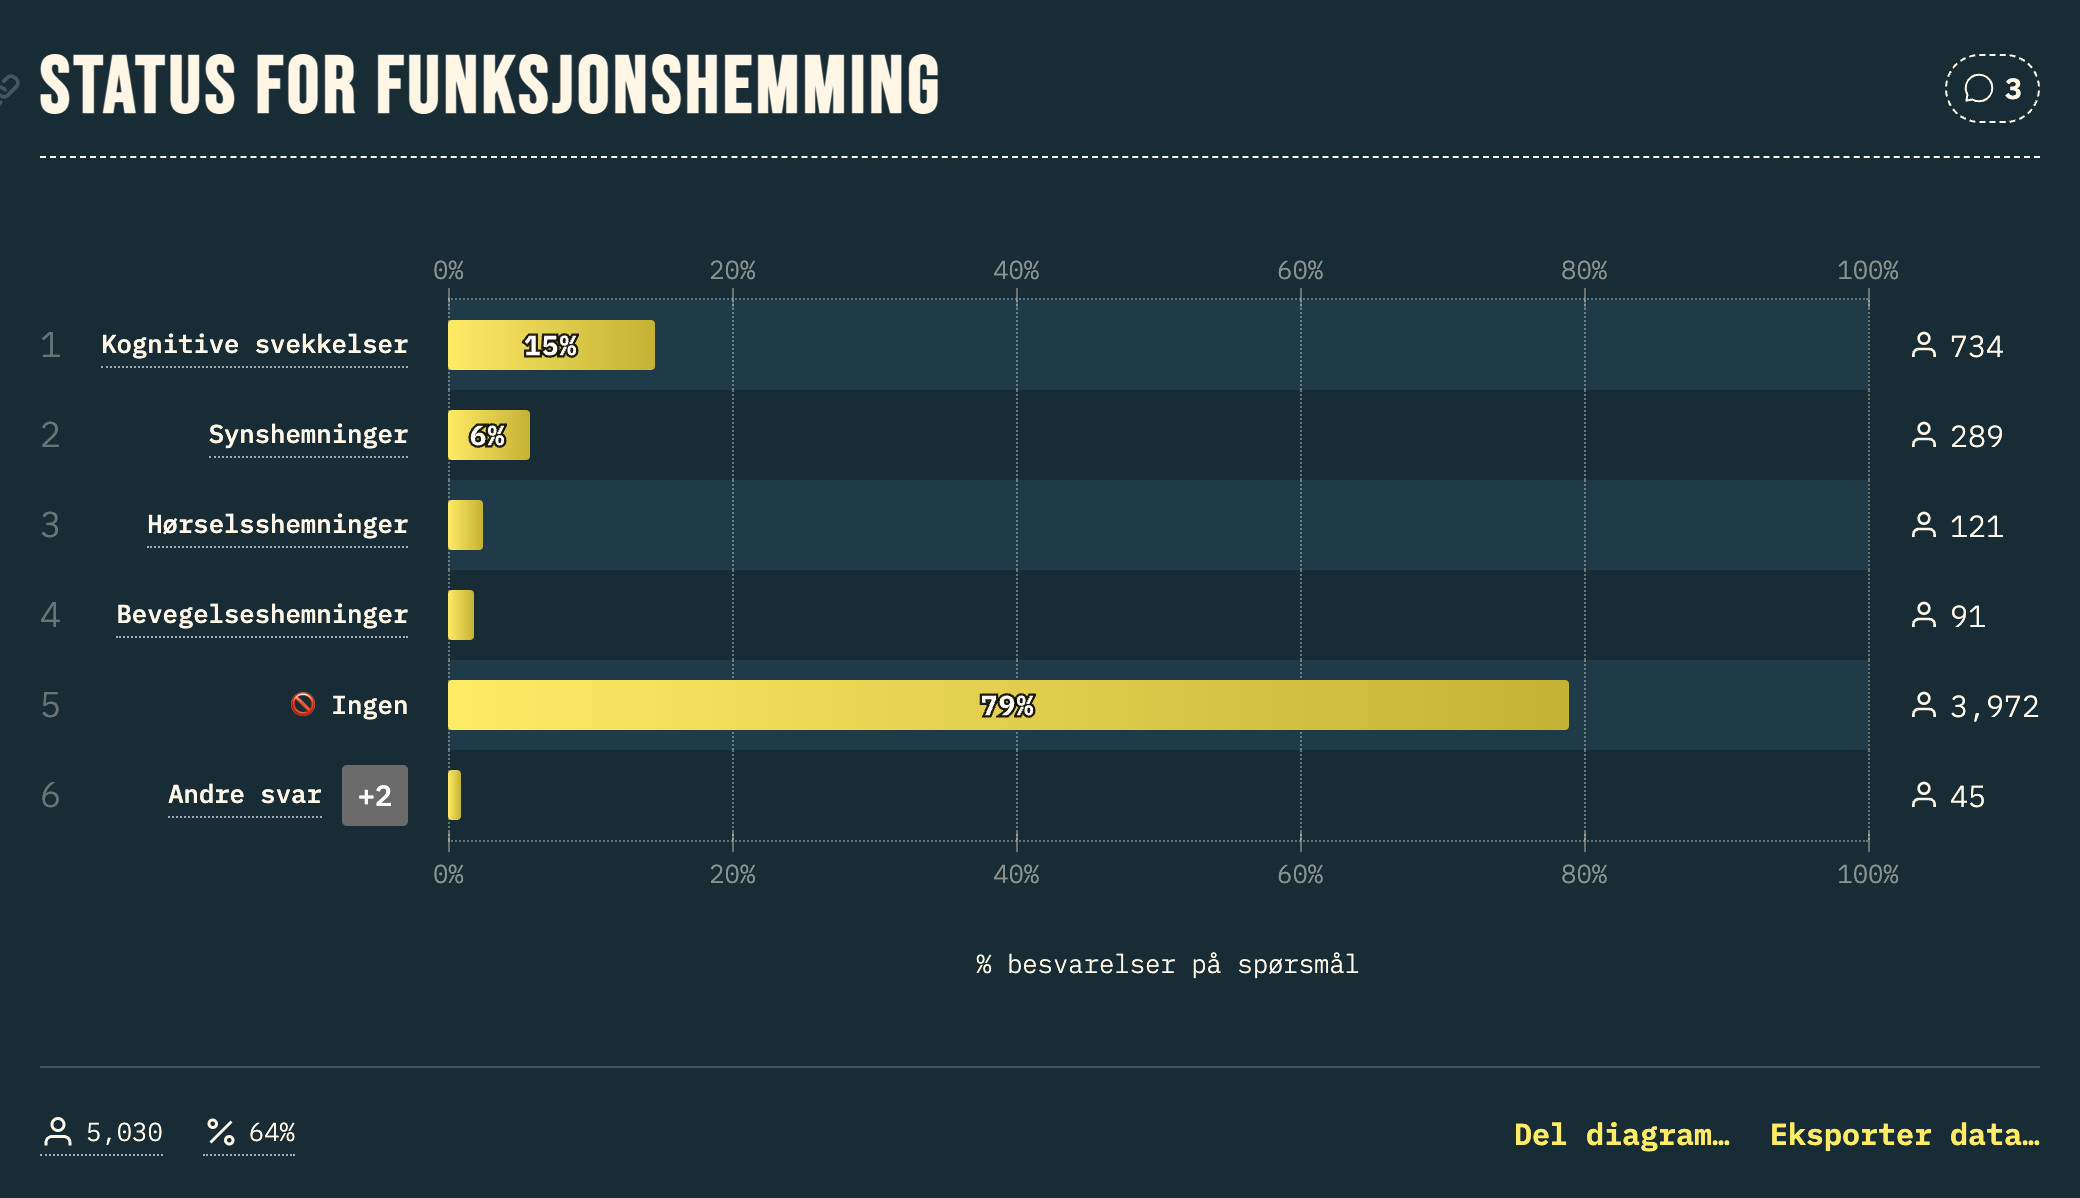 STATUS FOR FUNKSJONSHEMMING
3
0% 20% 40% 60% 80% 100%
1 Kognitive svekkelser 15% 734
2 Synshemninger 6% 289
3 Hørselsshemninger 121
4 Bevegelseshemninger 91
5 Ingen 79% 3,972
6 Andre svar +2 45
0% 20% 40% 60% 80% 100%
% besvarelser på spørsmål
5,030 64% Del diagram… Eksporter data…